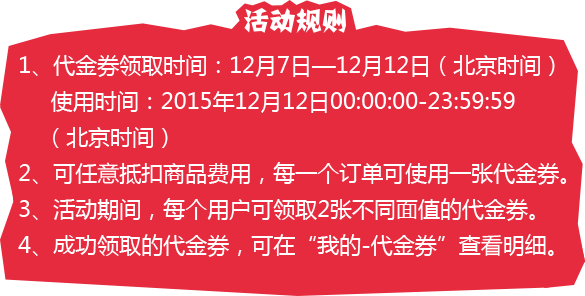 活动规则
1、代金券领取时间：12月7日—12月12日（北京时间）
使用时间：2015年12月12日00:00:00-23:59:59
（北京时间）
2、可任意抵扣商品费用，每一个订单可使用一张代金券。
3、活动期间，每个用户可领取2张不同面值的代金券。
4、成功领取的代金券，可在“我的-代金券”查看明细。